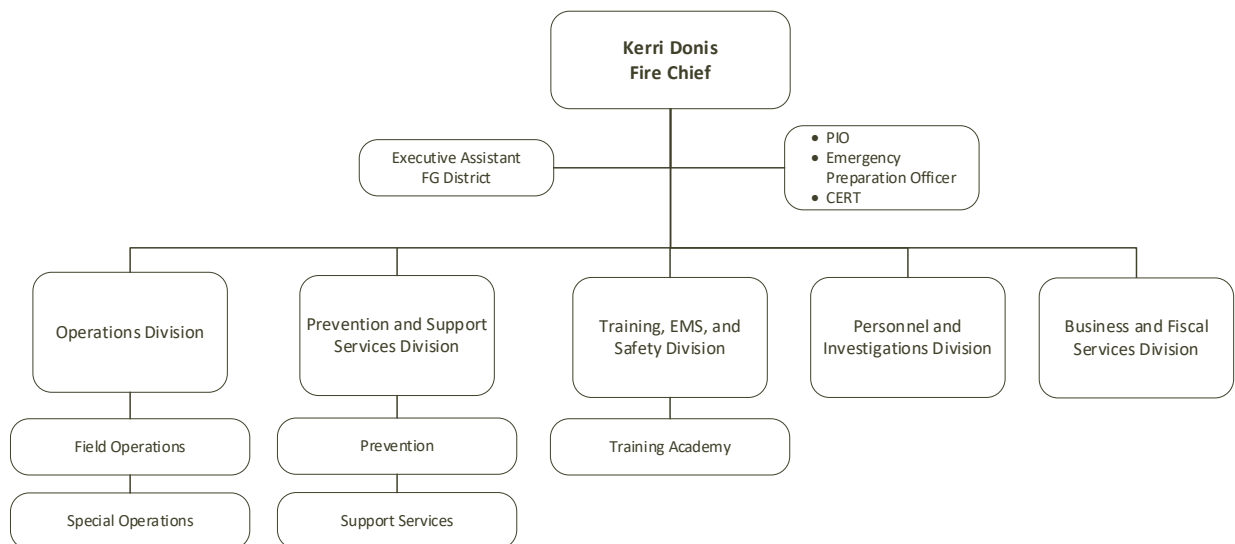 Kerri Donis
Fire Chief
Executive Assistant
FG District
• PIO
• Emergency
Preparation Officer
• CERT
Operations Division
Prevention and Support
Services Division
Training, EMS, and
Safety Division
Personnel and
Investigations Division
Business and Fiscal
Services Division
Field Operations
Prevention
Training Academy
Special Operations
Support Services